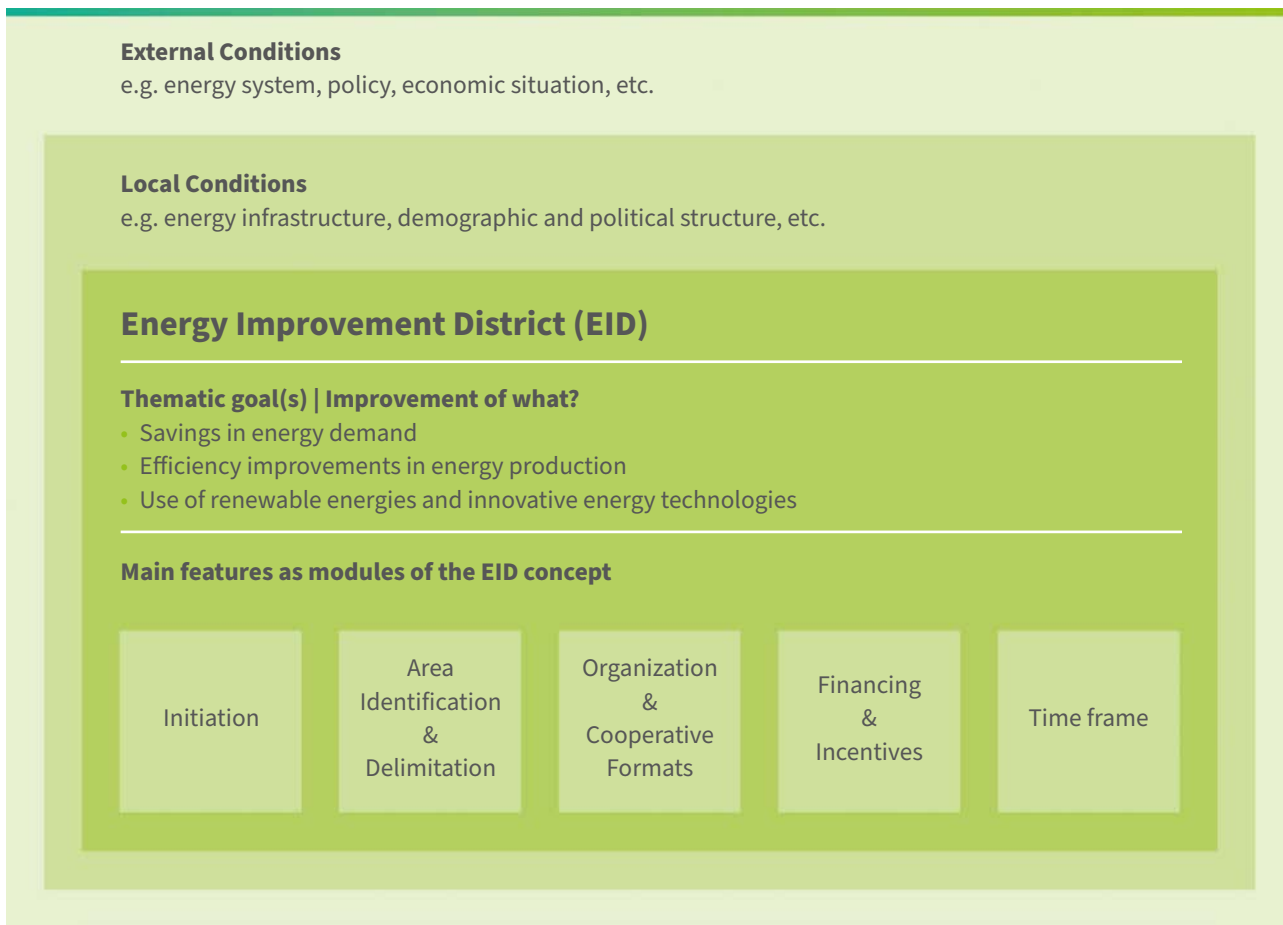 External Conditions
e.g. energy system, policy, economic situation, etc.
Local Conditions
e.g. energy infrastructure, demographic and political structure, etc.
Energy Improvement District (EID)
Thematic goal(s) | Improvement of what?
• Savings in energy demand
• Efficiency improvements in energy production
• Use of renewable energies and innovative energy technologies
Main features as modules of the EID concept
Initiation
Area
Identification
&
Delimitation
Organization
&
Cooperative
Formats
Financing
&
Incentives
Time frame